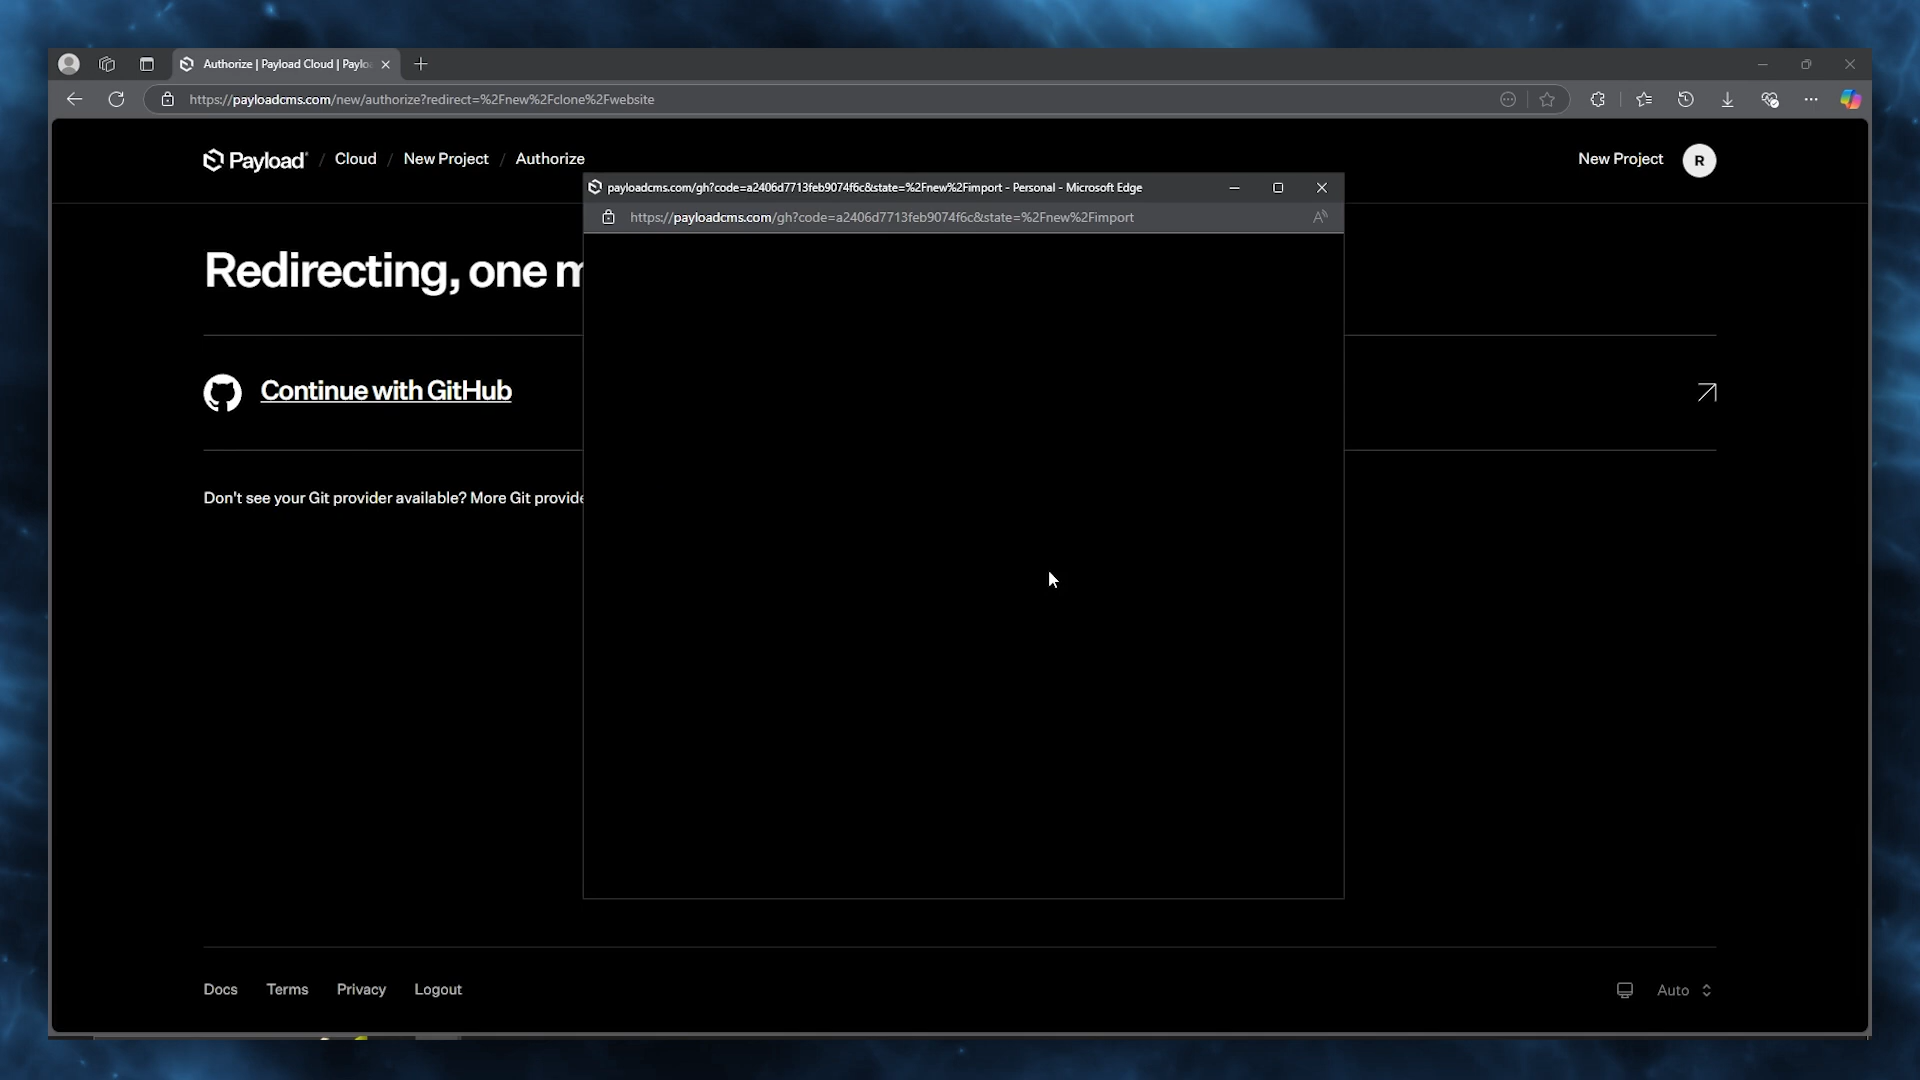 Authorize | Payload Cloud | Paylo
https://payloadcms.com/new/authorize?redirect=%2Fnew%2Fclone%2Fwebsite
Payload / Cloud / New Project / Authorize
New Project R
payloadcms.com/gh?code=a2406d7713feb9074f6c&state=%2Fnew%2Fimport - Personal - Microsoft Edge
https://payloadcms.com/gh?code=a2406d7713feb9074f6c&state=%2Fnew%2Fimport
Redirecting, one m
Continue with GitHub
Don't see your Git provider available? More Git provide
Docs Terms Privacy Logout
Auto